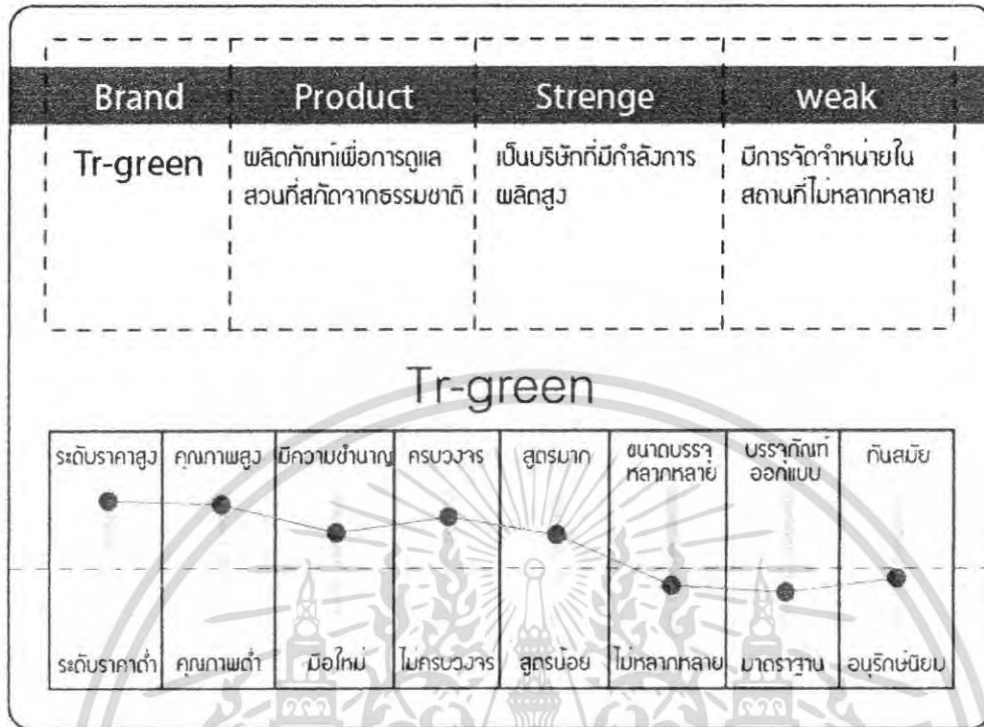 Brand Product Strenge weak
Tr-green ผลิตภัณฑ์เพื่อการดูแล เป็นบริษัทที่มีกำลังการ มีการจัดจำหน่ายใน
สวนที่สกัดจากธรรมชาติ ผลิตสูง สถานที่ไม่หลากหลาย
Tr-green
ระดับราคาสูง คุณภาพสูง มีความชำนาญ ครบวงจร สูตรมาก ขนาดบรรจุ บรรจุภัณฑ์ ทันสมัย
หลากหลาย ออกแบบ
ระดับราคาต่ำ คุณภาพต่ำ มือใหม่ ไม่ครบวงจร สูตรน้อย ไม่หลากหลาย มาตราฐาน อนุรักษ์นิยม